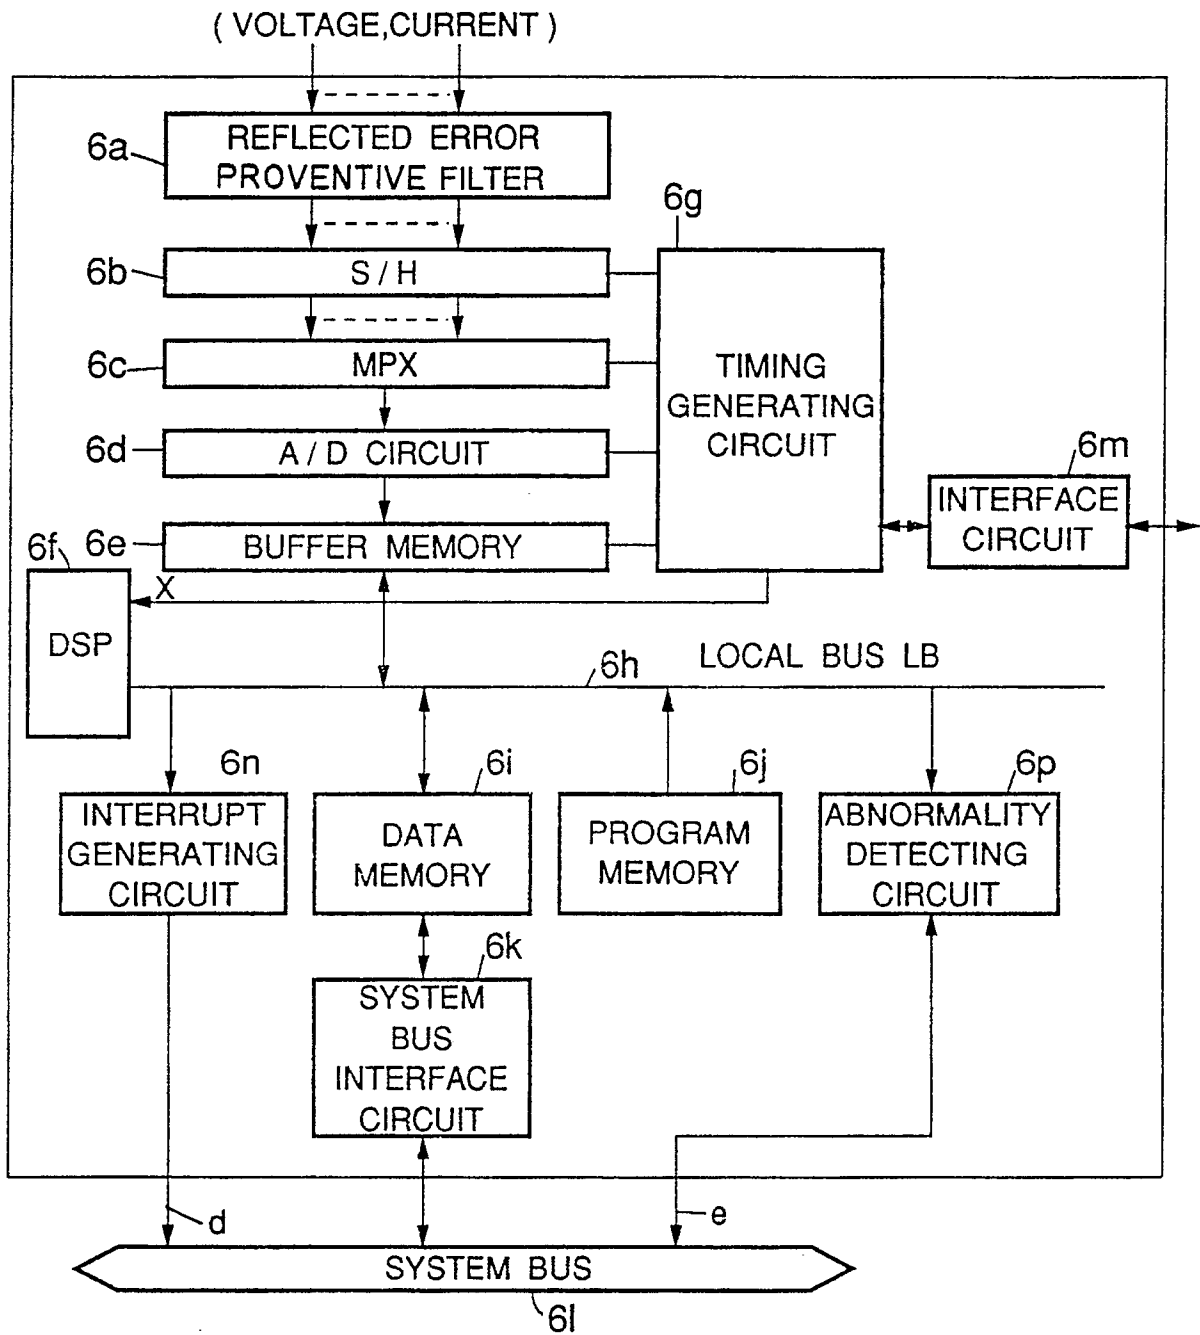 ( VOLTAGE,CURRENT )
6a
REFLECTED ERROR
PROVENTIVE FILTER
6g
6b
S / H
6c
MPX
TIMING
GENERATING
CIRCUIT
6d
A / D CIRCUIT
6m
INTERFACE
CIRCUIT
6e
BUFFER MEMORY
6f
X
DSP
6h
LOCAL BUS LB
6n
INTERRUPT
GENERATING
CIRCUIT
6i
DATA
MEMORY
6j
PROGRAM
MEMORY
6p
ABNORMALITY
DETECTING
CIRCUIT
6k
SYSTEM
BUS
INTERFACE
CIRCUIT
d
e
SYSTEM BUS
6l